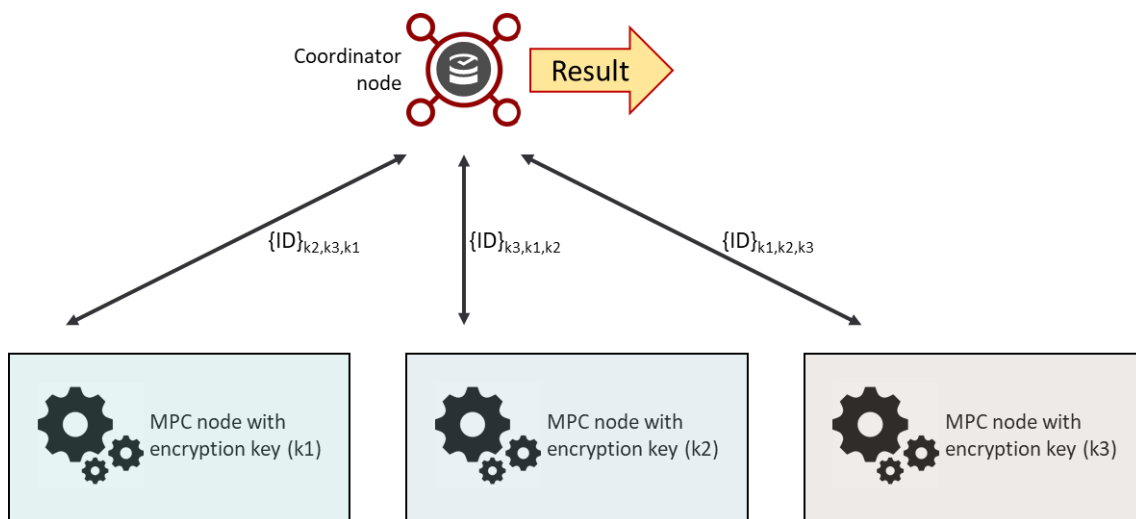 Coordinator
node
Result
{ID}k2,k3,k1
{ID}k3,k1,k2
{ID}k1,k2,k3
MPC node with
encryption key (k1)
MPC node with
encryption key (k2)
MPC node with
encryption key (k3)